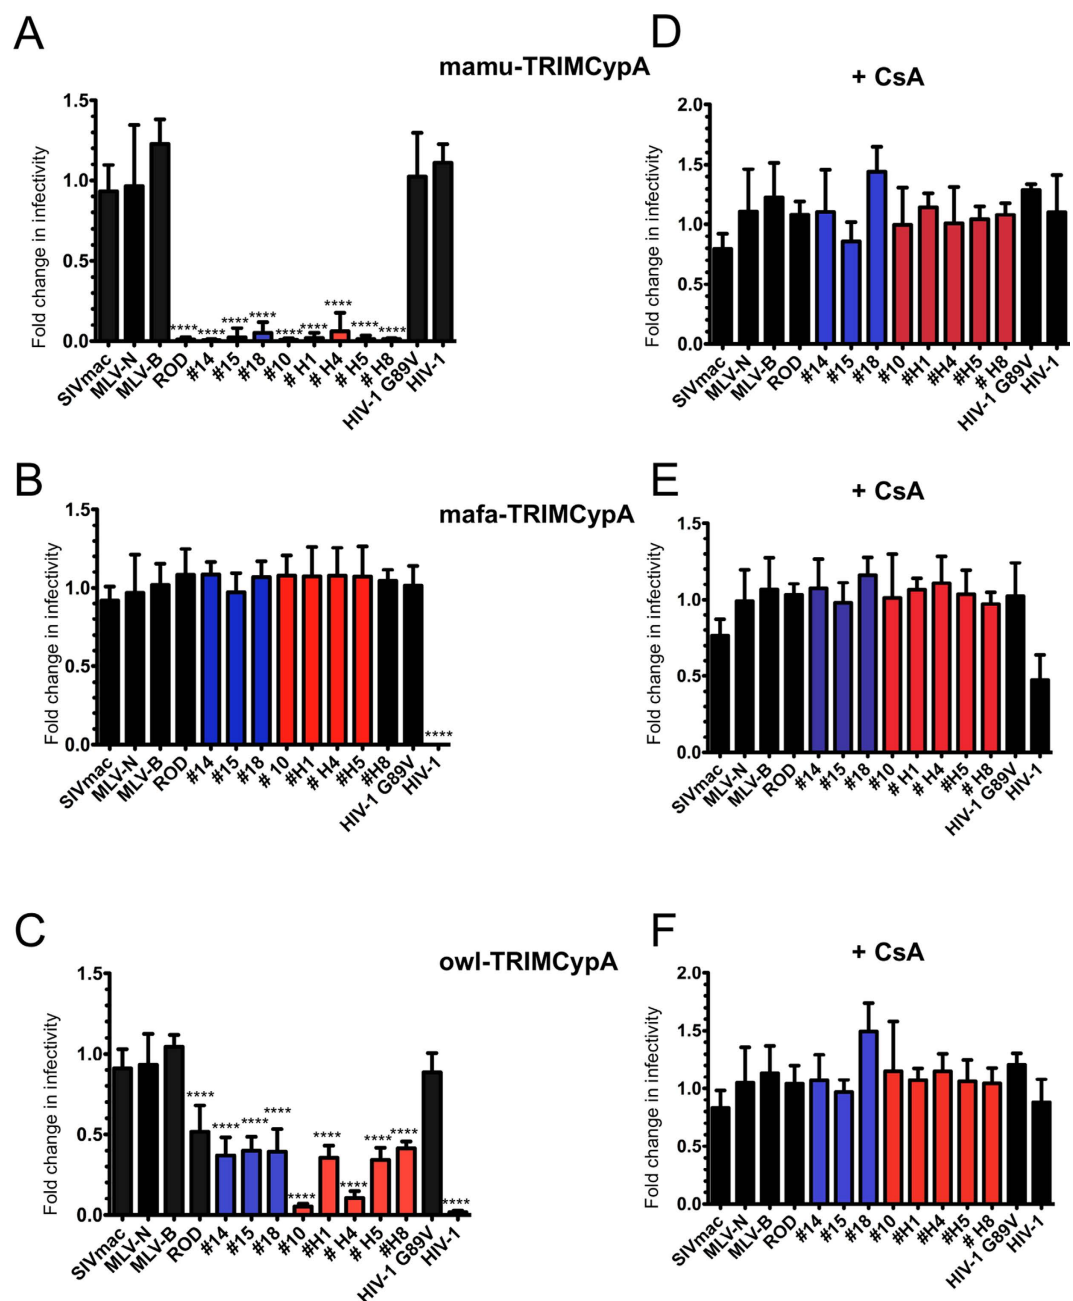 A
mamu-TRIMCypA
Fold change in infectivity
1.5
1.0
0.5
0.0
**** **** **** **** **** **** **** **** ****
SIVmac MLV-N MLV-B ROD #14 #15 #18 #10 # H1 # H4 # H5 # H8 HIV-1 G89V HIV-1
D
+ CsA
Fold change in infectivity
2.0
1.5
1.0
0.5
0.0
SIVmac MLV-N MLV-B ROD #14 #15 #18 #10 #H1 #H4 #H5 # H8 HIV-1 G89V HIV-1
B
mafa-TRIMCypA
Fold change in infectivity
1.5
1.0
0.5
0.0
****
SIVmac MLV-N MLV-B ROD #14 #15 #18 # 10 #H1 # H4 #H5 #H8 HIV-1 G89V HIV-1
E
+ CsA
Fold change in infectivity
1.5
1.0
0.5
0.0
SIVmac MLV-N MLV-B ROD #14 #15 #18 #10 # H1 # H4 #H5 # H8 HIV-1 G89V HIV-1
C
owl-TRIMCypA
Fold change in infectivity
1.5
1.0
0.5
0.0
**** **** **** **** **** **** **** **** **** ****
SIVmac MLV-N MLV-B ROD #14 #15 #18 #10 #H1 # H4 # H5 #H8 HIV-1 G89V HIV-1
F
+ CsA
Fold change in infectivity
2.0
1.5
1.0
0.5
0.0
SIVmac MLV-N MLV-B ROD #14 #15 #18 #10 #H1 #H4 #H5 # H8 HIV-1 G89V HIV-1